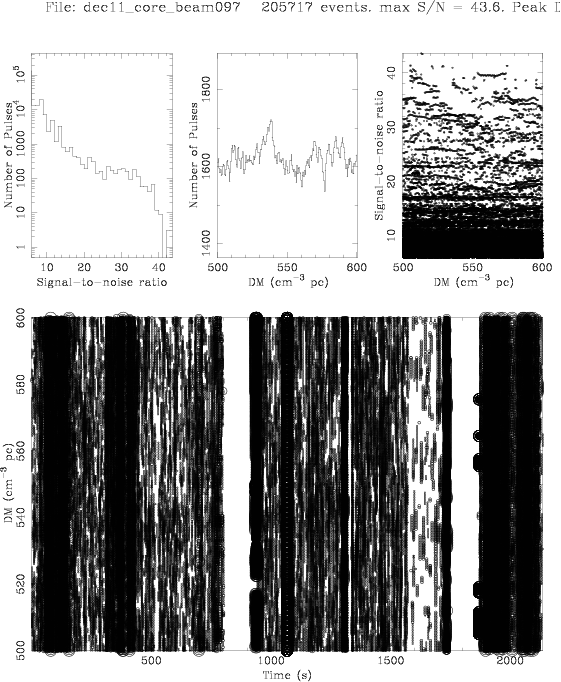 File: dec11_core_beam097 205717 events. max S/N = 43.6. Peak D
Number of Pulses
1 10 100 1000 10^4 10^5
10 20 30 40
Signal-to-noise ratio
Number of Pulses
1400 1600 1800
500 550 600
DM (cm^-3 pc)
Signal-to-noise ratio
10 20 30 40
500 550 600
DM (cm^-3 pc)
DM (cm^-3 pc)
500 520 540 560 580 600
500 1000 1500 2000
Time (s)